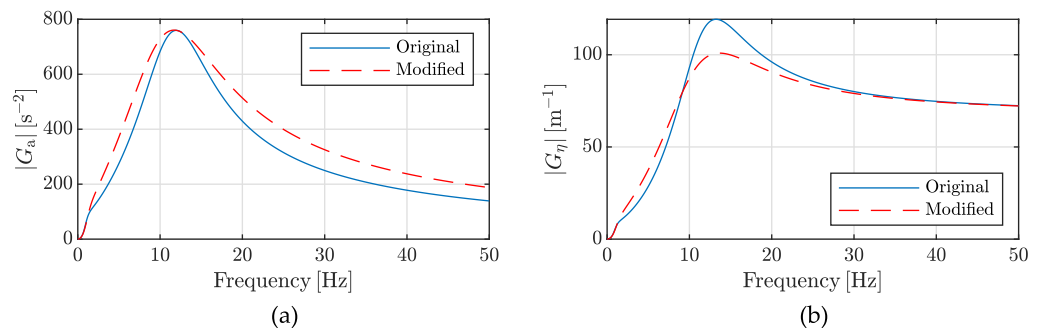 800
600
400
200
0
|G_a| [s^{-2}]
0 10 20 30 40 50
Frequency [Hz]
Original
Modified
(a)
100
50
0
|G_η| [m^{-1}]
0 10 20 30 40 50
Frequency [Hz]
Original
Modified
(b)